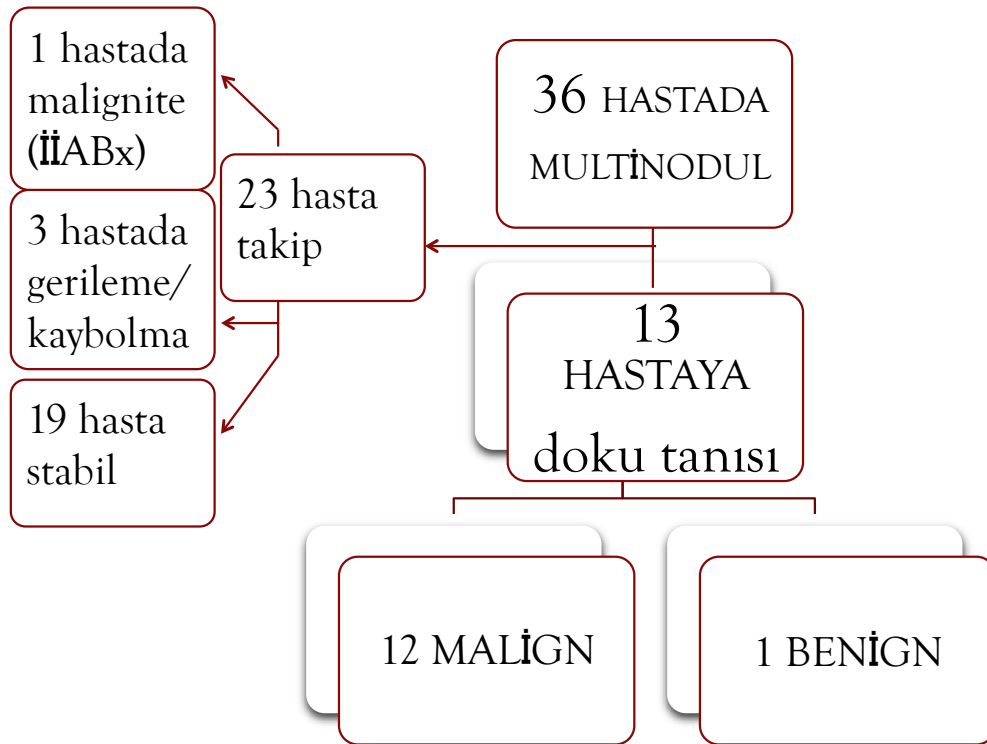 36 HASTADA
MULTİNODUL
23 hasta
takip
1 hastada
malignite
(İİABx)
3 hastada
gerileme/
kaybolma
19 hasta
stabil
13
HASTAYA
doku tanısı
12 MALİGN
1 BENİGN